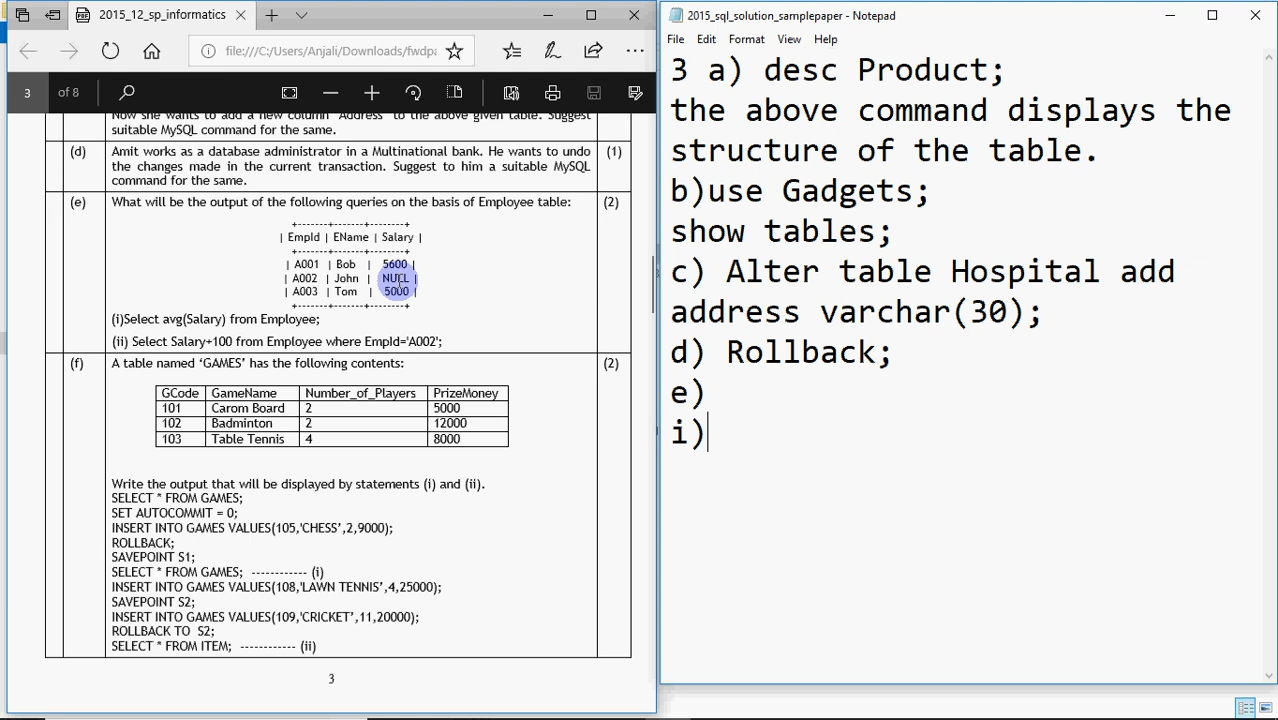 2015_12_sp_informatics
file:///C:/Users/Anjali/Downloads/fwdpa
3 of 8
Now she wants to add a new column "Address" to the above given table. Suggest
suitable MySQL command for the same.
(d) Amit works as a database administrator in a Multinational bank. He wants to undo (1)
the changes made in the current transaction. Suggest to him a suitable MySQL
command for the same.
(e) What will be the output of the following queries on the basis of Employee table: (2)
+-------+-------+--------+
| EmpId | EName | Salary |
+-------+-------+--------+
| A001 | Bob | 5600 |
| A002 | John | NULL |
| A003 | Tom | 5000 |
+-------+-------+--------+
(i)Select avg(Salary) from Employee;
(ii) Select Salary+100 from Employee where EmpId='A002';
(f) A table named ‘GAMES’ has the following contents: (2)
GCode GameName Number_of_Players PrizeMoney
101 Carom Board 2 5000
102 Badminton 2 12000
103 Table Tennis 4 8000
Write the output that will be displayed by statements (i) and (ii).
SELECT * FROM GAMES;
SET AUTOCOMMIT = 0;
INSERT INTO GAMES VALUES(105,'CHESS’,2,9000);
ROLLBACK;
SAVEPOINT S1;
SELECT * FROM GAMES; ------------ (i)
INSERT INTO GAMES VALUES(108,'LAWN TENNIS’,4,25000);
SAVEPOINT S2;
INSERT INTO GAMES VALUES(109,'CRICKET’,11,20000);
ROLLBACK TO S2;
SELECT * FROM ITEM; ------------ (ii)
3
2015_sql_solution_samplepaper - Notepad
File Edit Format View Help
3 a) desc Product;
the above command displays the
structure of the table.
b)use Gadgets;
show tables;
c) Alter table Hospital add
address varchar(30);
d) Rollback;
e)
i)